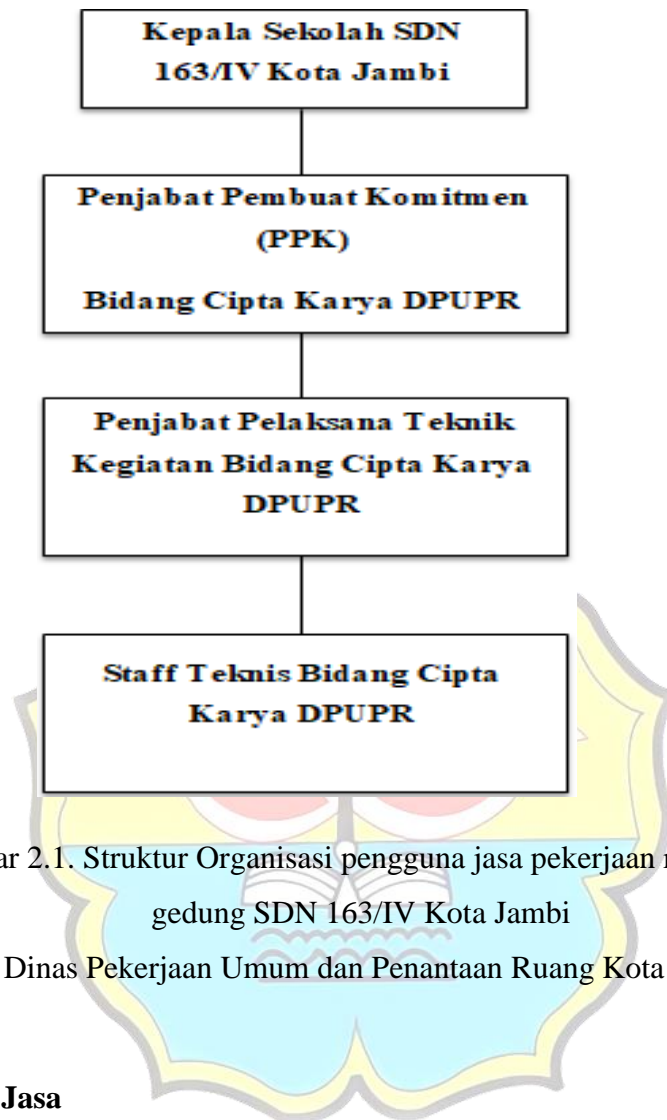 Kepala Sekolah SDN
163/IV Kota Jambi
Penjabat Pembuat Komitmen
(PPK)
Bidang Cipta Karya DPUPR
Penjabat Pelaksana Teknik
Kegiatan Bidang Cipta Karya
DPUPR
Staff Teknis Bidang Cipta
Karya DPUPR
2.1. Struktur Organisasi pengguna jasa pekerjaan
gedung SDN 163/IV Kota Jambi
Dinas Pekerjaan Umum dan Penantaan Ruang Kota
Jasa